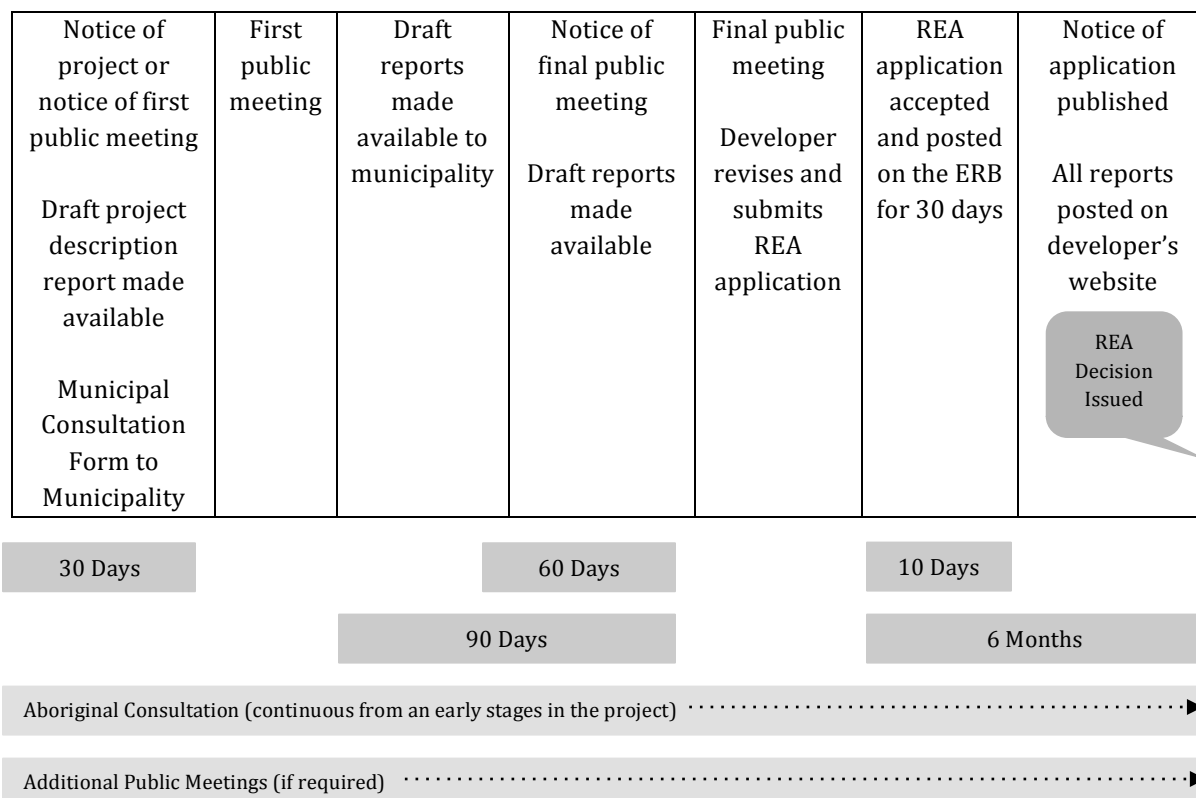 Notice of
project or
notice of first
public meeting
Draft project
description
report made
available
Municipal
Consultation
Form to
Municipality
First
public
meeting
Draft
reports
made
available to
municipality
Notice of
final public
meeting
Draft reports
made
available
Final public
meeting
Developer
revises and
submits
REA
application
REA
application
accepted
and posted
on the ERB
for 30 days
Notice of
application
published
All reports
posted on
developer’s
website
REA
Decision
Issued
30 Days
60 Days
10 Days
90 Days
6 Months
Aboriginal Consultation (continuous from an early stages in the project)
Additional Public Meetings (if required)